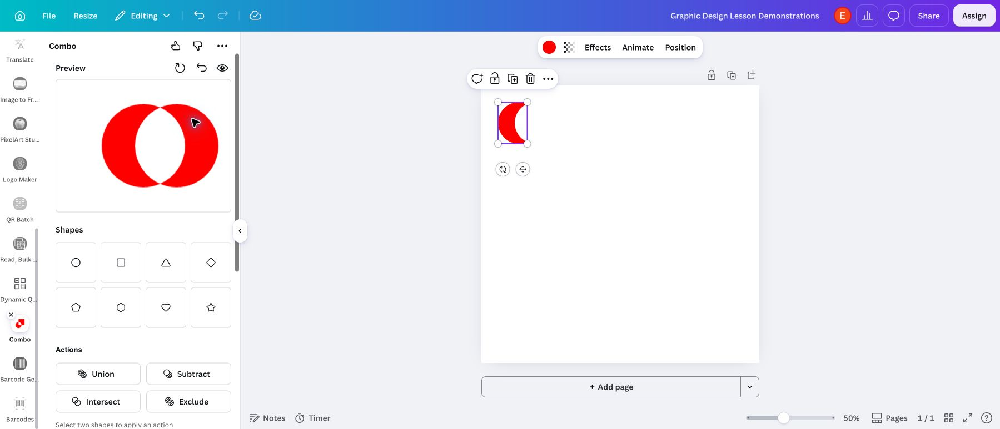 File Resize Editing Graphic Design Lesson Demonstrations E Share Assign
Translate
Image to Fr...
PixelArt Stu...
Logo Maker
QR Batch
Read, Bulk ...
Dynamic Q...
Combo
Barcode Ge...
Barcodes
Combo
Preview
Shapes
Actions
Union Subtract
Intersect Exclude
Select two shapes to apply an action
Effects Animate Position
+ Add page
Notes Timer 50% Pages 1 / 1